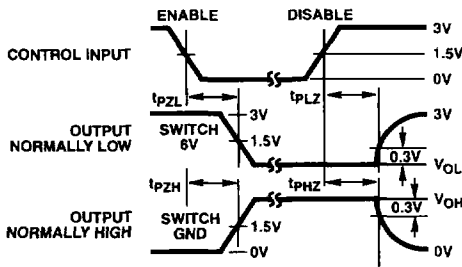 ENABLE DISABLE
3V
CONTROL INPUT 1.5V
0V
tPZL tPLZ
3V 3V
OUTPUT NORMALLY LOW
SWITCH 6V
1.5V
0.3V
VOL
tPZH tPHZ
VOH
0.3V
OUTPUT NORMALLY HIGH
SWITCH GND
1.5V
0V 0V